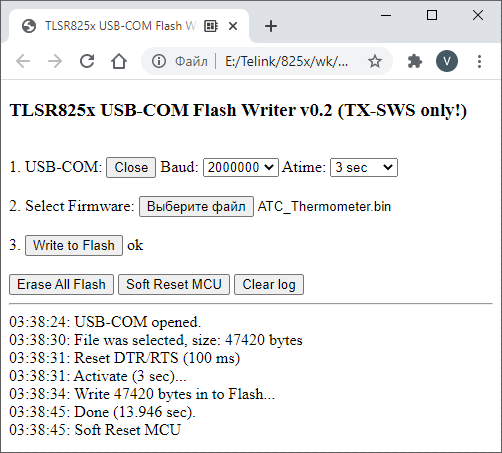 TLSR825x USB-COM Flash W
Файл E:/Telink/825x/wk/... V
TLSR825x USB-COM Flash Writer v0.2 (TX-SWS only!)
1. USB-COM: Close Baud: 2000000 Atime: 3 sec
2. Select Firmware: Выберите файл ATC_Thermometer.bin
3. Write to Flash ok
Erase All Flash Soft Reset MCU Clear log
03:38:24: USB-COM opened.
03:38:30: File was selected, size: 47420 bytes
03:38:31: Reset DTR/RTS (100 ms)
03:38:31: Activate (3 sec)...
03:38:34: Write 47420 bytes in to Flash...
03:38:45: Done (13.946 sec).
03:38:45: Soft Reset MCU